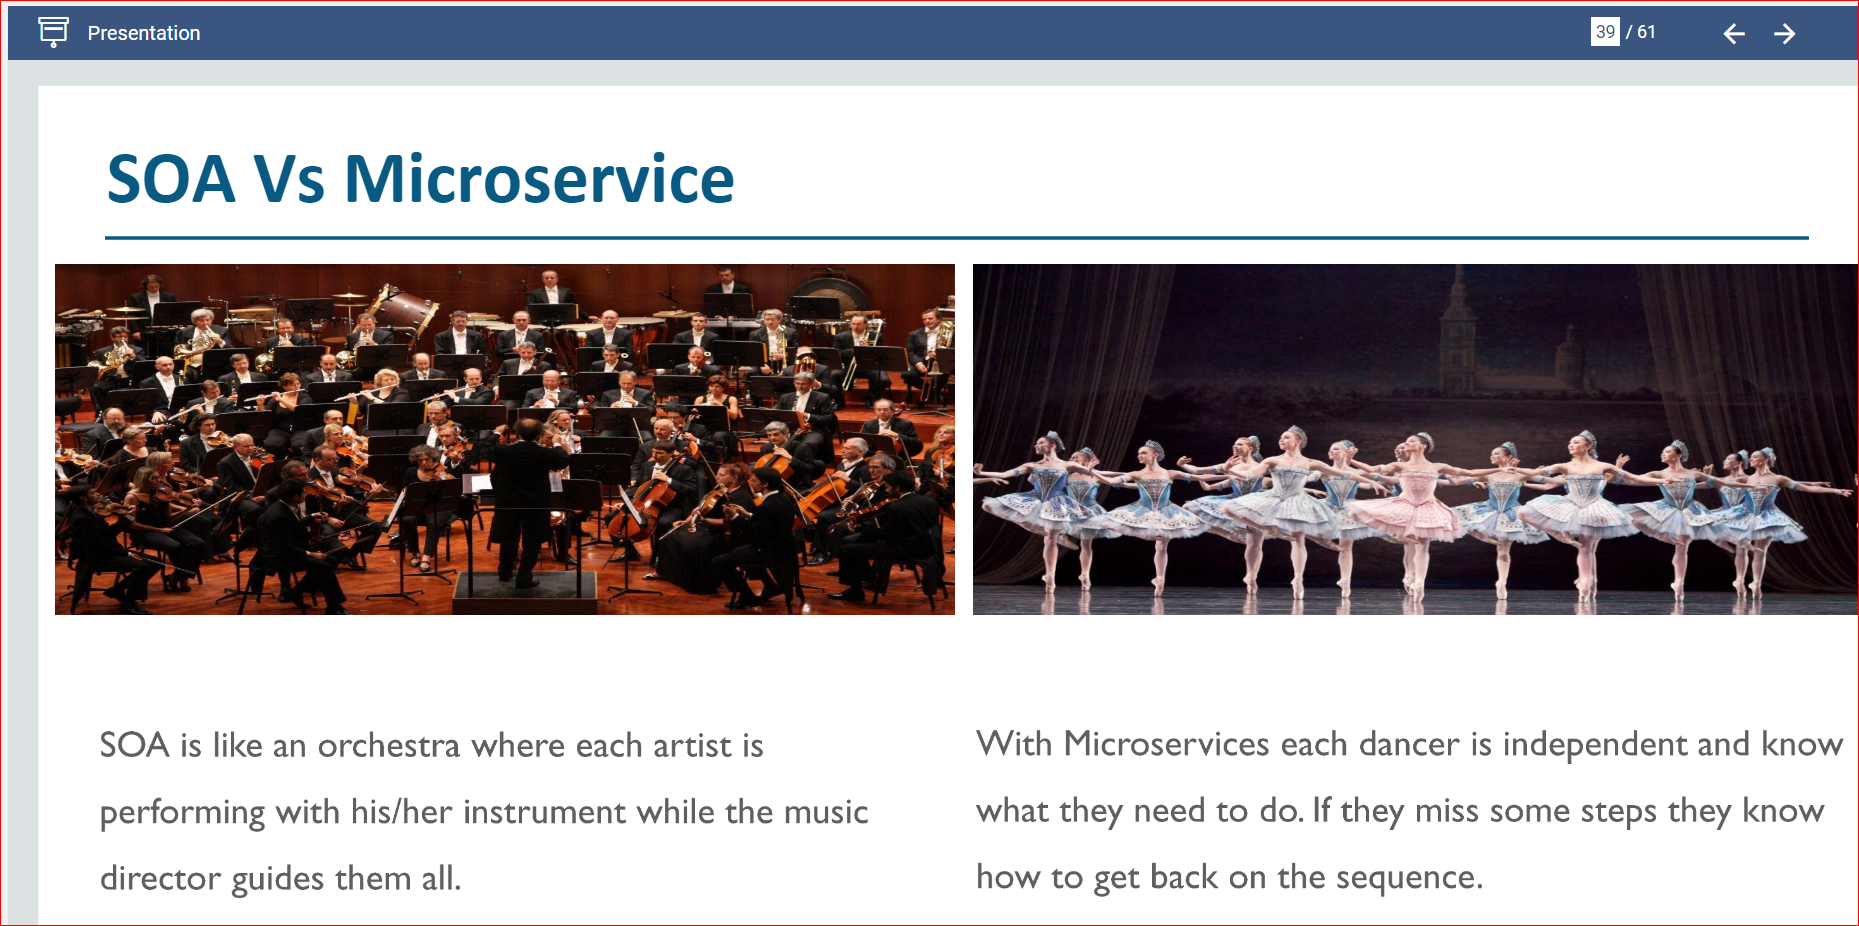 Presentation
39 / 61
SOA Vs Microservice
SOA is like an orchestra where each artist is
performing with his/her instrument while the music
director guides them all.
With Microservices each dancer is independent and know
what they need to do. If they miss some steps they know
how to get back on the sequence.